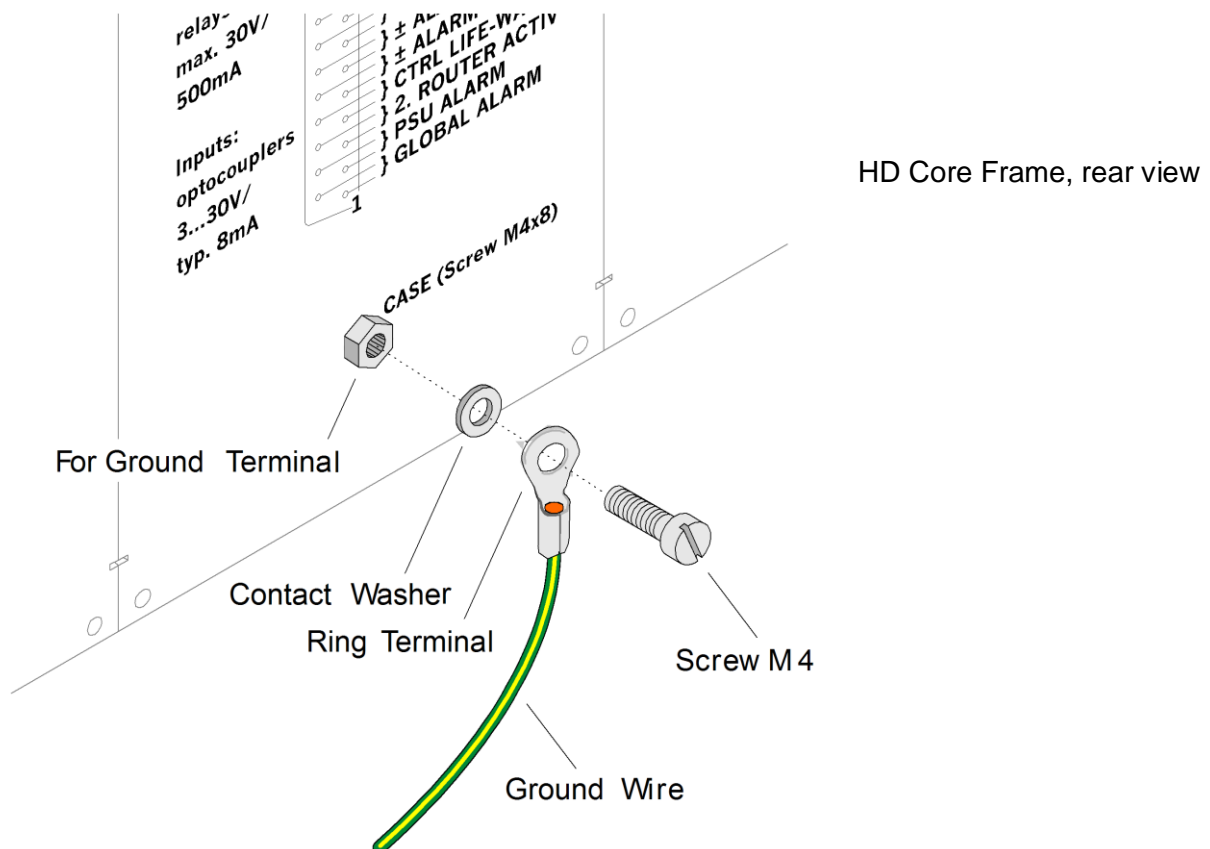 relays
max. 30V/
500mA
} ± ALARM
} CTRL LIFE-WA
} 2. ROUTER ACTIV
} PSU ALARM
} GLOBAL ALARM
Inputs:
optocouplers
3...30V/
typ. 8mA
1
HD Core Frame, rear view
CASE (Screw M4x8)
For Ground Terminal
Contact Washer
Ring Terminal
Screw M4
Ground Wire